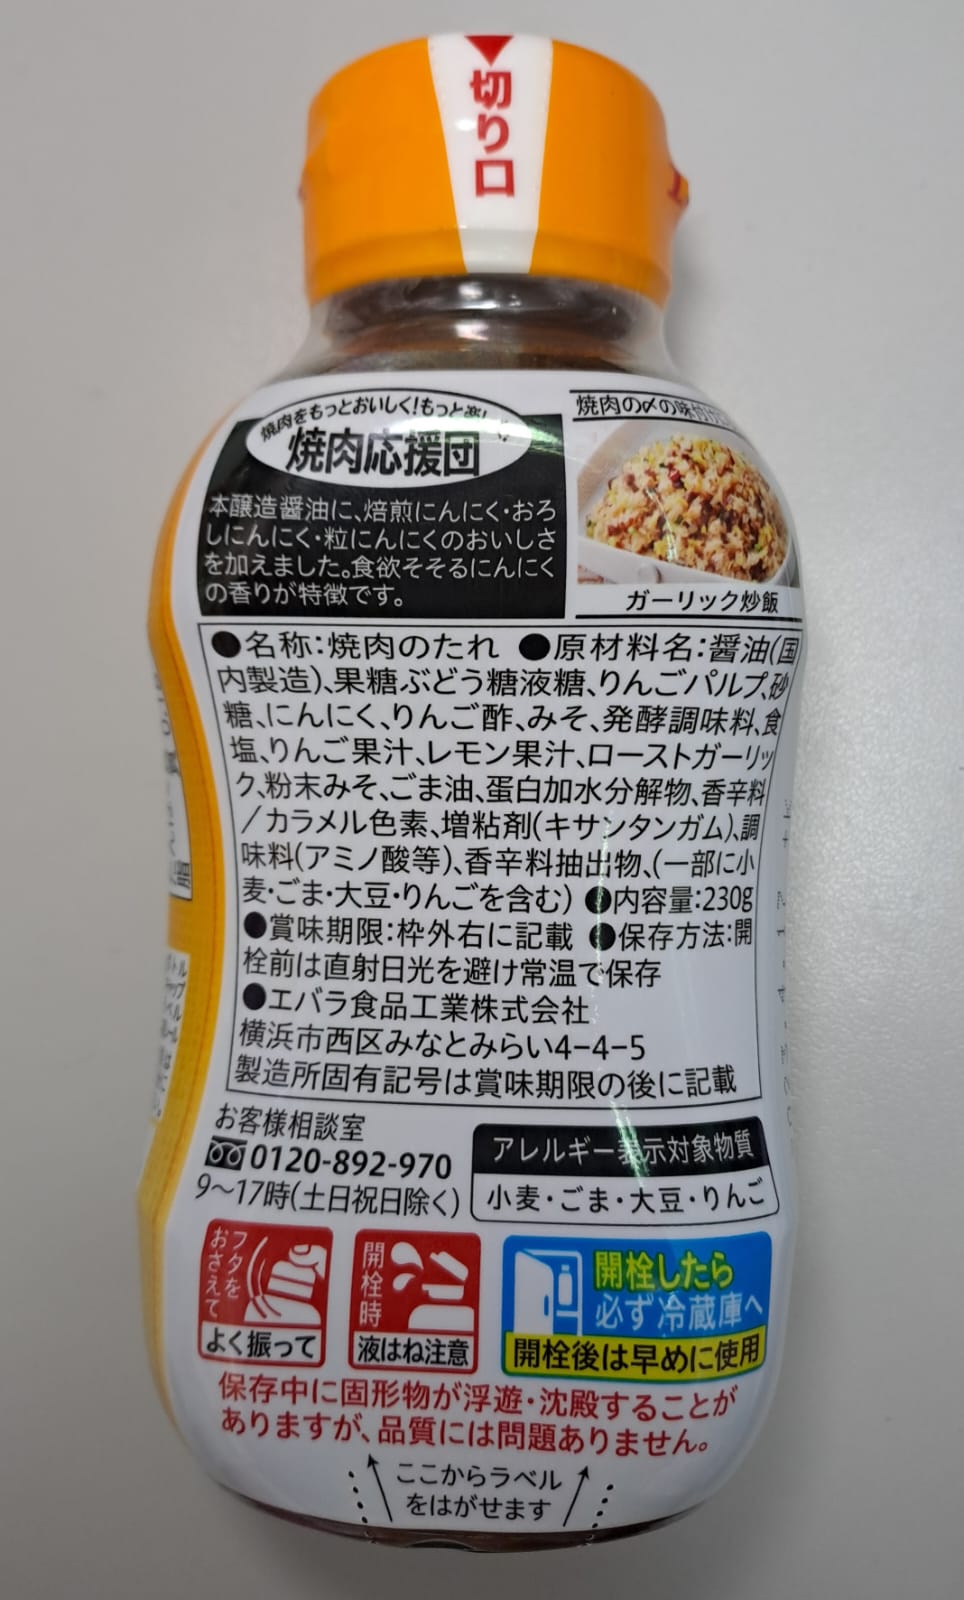 切り口
焼肉をもっとおいしく!もっと楽し
焼肉応援団
本醸造醤油に、焙煎にんにく・おろ
しにんにく・粒にんにくのおいしさ
を加えました。食欲そそるにんにく
の香りが特徴です。
焼肉の〆の味付け
ガーリック炒飯
●名称:焼肉のたれ ●原材料名:醤油(国
内製造)、果糖ぶどう糖液糖、りんごパルプ、砂
糖、にんにく、りんご酢、みそ、発酵調味料、食
塩、りんご果汁、レモン果汁、ローストガーリッ
ク、粉末みそ、ごま油、蛋白加水分解物、香辛料
/カラメル色素、増粘剤(キサンタンガム)、調
味料(アミノ酸等)、香辛料抽出物、(一部に小
麦・ごま・大豆・りんごを含む) ●内容量:230g
●賞味期限:枠外右に記載 ●保存方法:開
栓前は直射日光を避け常温で保存
●エバラ食品工業株式会社
横浜市西区みなとみらい4-4-5
製造所固有記号は賞味期限の後に記載
お客様相談室
0120-892-970
9〜17時(土日祝日除く)
アレルギー表示対象物質
小麦・ごま・大豆・りんご
フタを
おさえて
よく振って
開栓時
液はね注意
開栓したら
必ず冷蔵庫へ
開栓後は早めに使用
保存中に固形物が浮遊・沈殿することが
ありますが、品質には問題ありません。
ここからラベル
をはがせます